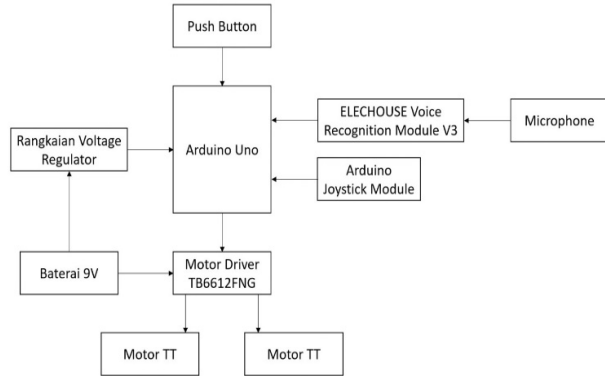 Push Button
ELECHOUSE Voice
Recognition Module V3
Microphone
Rangkaian Voltage
Regulator
Arduino Uno
Arduino
Joystick Module
Baterai 9V
Motor Driver
TB6612FNG
Motor TT
Motor TT